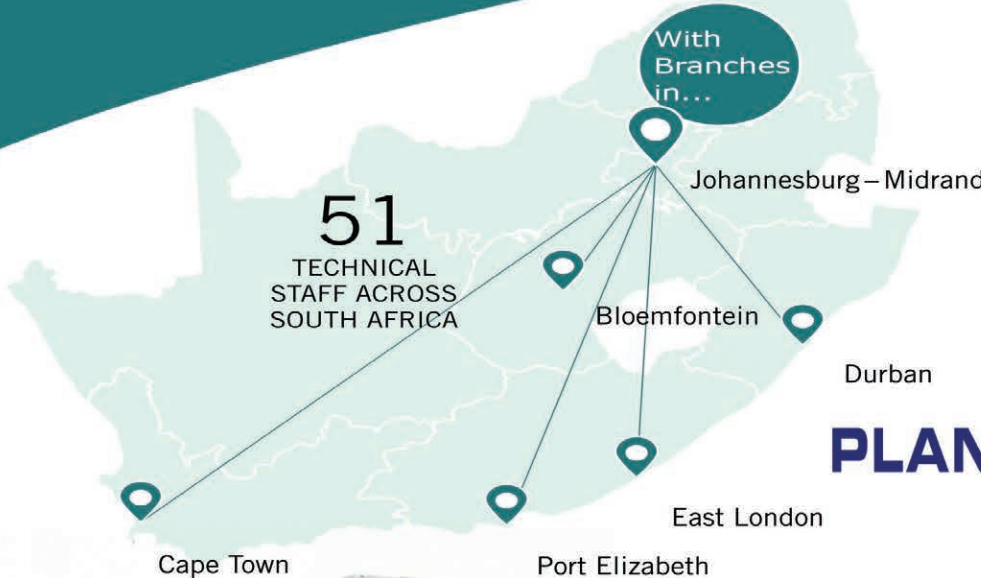 With
Branches
in...
Johannesburg – Midrand
51
TECHNICAL
STAFF ACROSS
SOUTH AFRICA
Bloemfontein
Durban
PLAN
East London
Cape Town
Port Elizabeth